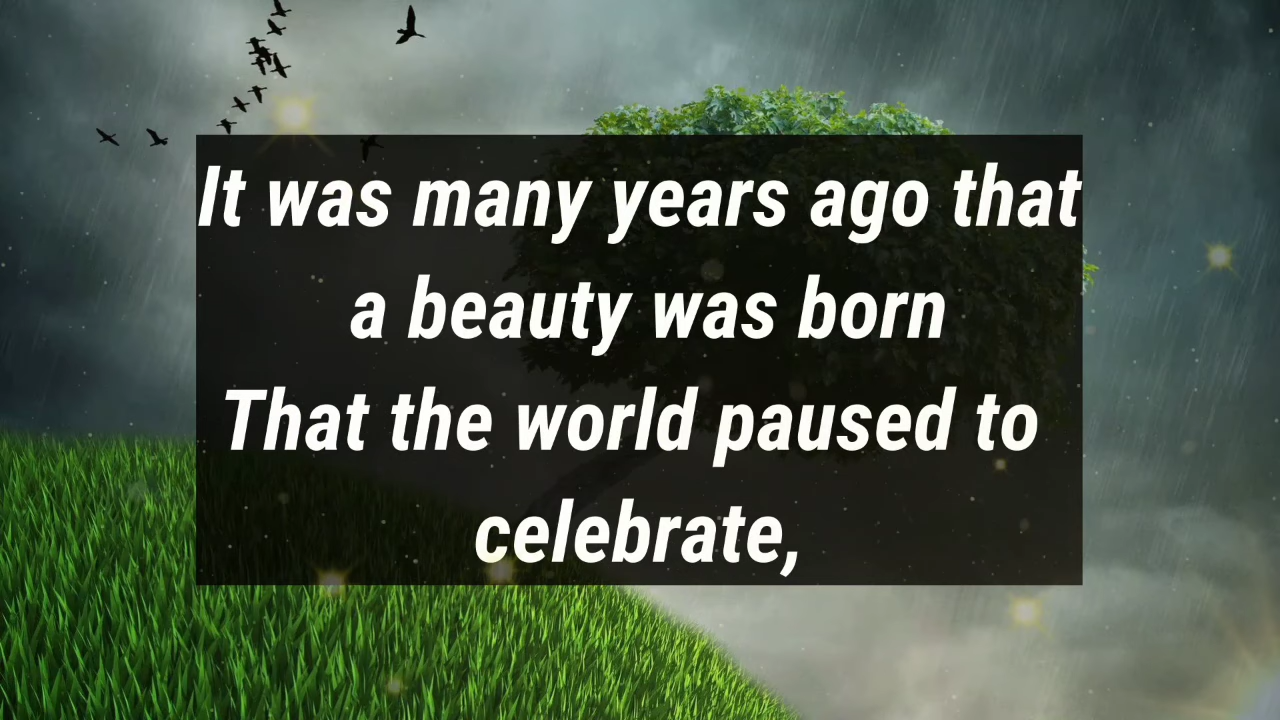 It was many years ago that
a beauty was born
That the world paused to
celebrate,